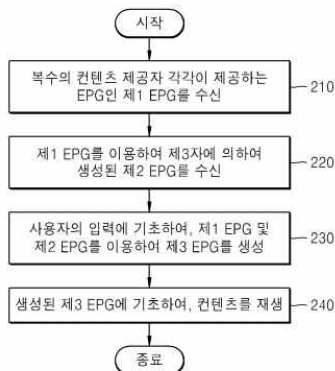 시작
복수의 컨텐츠 제공자 각각이 제공하는
EPG인 제1 EPG를 수신
210
제1 EPG를 이용하여 제3자에 의하여
생성된 제2 EPG를 수신
220
사용자의 입력에 기초하여, 제1 EPG 및
제2 EPG를 이용하여 제3 EPG를 생성
230
생성된 제3 EPG에 기초하여, 컨텐츠를 재생
240
종료